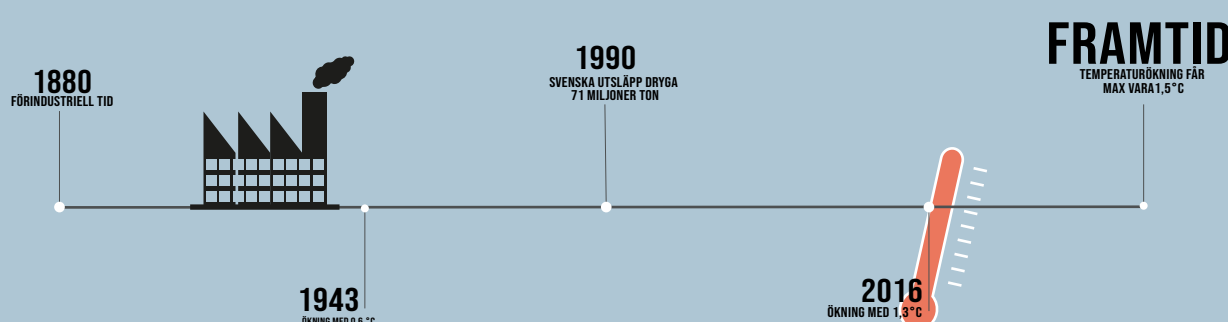 1880
FÖRINDUSTRIELL TID
1943
ÖKNING MED 0,6 °C
1990
SVENSKA UTSLÄPP DRYGA
71 MILJONER TON
2016
ÖKNING MED 1,3°C
FRAMTID
TEMPERATURÖKNING FÅR
MAX VARA1,5°C